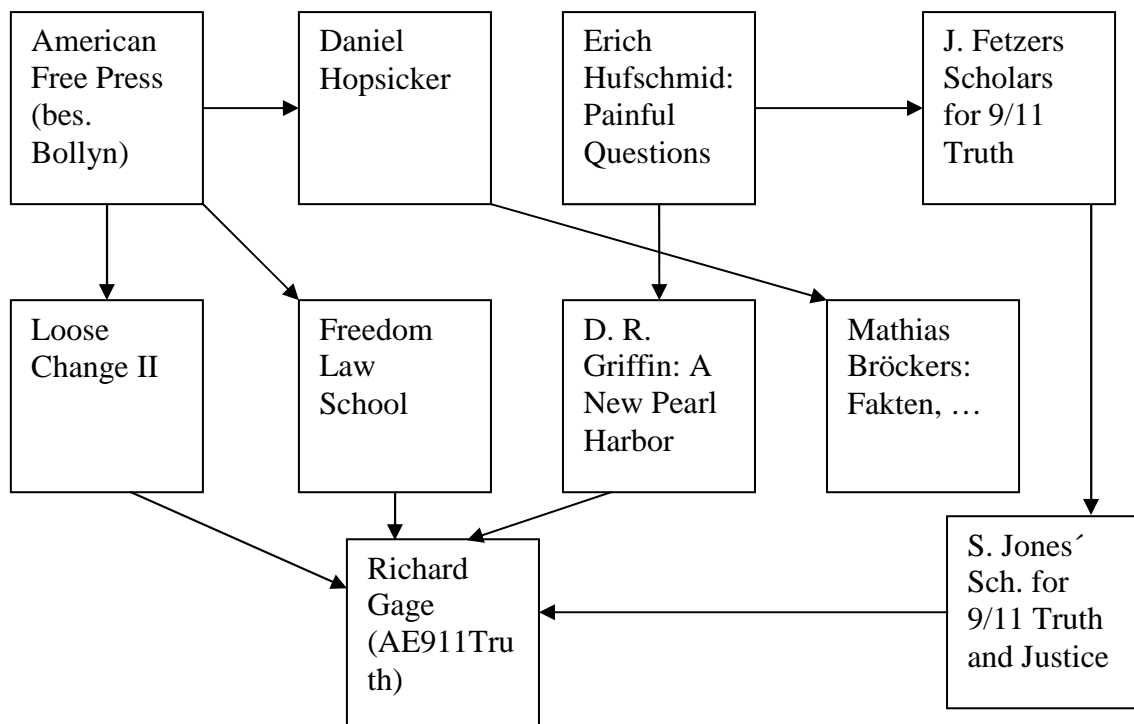 American
Free Press
(bes.
Bollyn)
Daniel
Hopsicker
Erich
Hufschmid:
Painful
Questions
J. Fetzers
Scholars
for 9/11
Truth
Loose
Change II
Freedom
Law
School
D. R.
Griffin: A
New Pearl
Harbor
Mathias
Bröckers:
Fakten, …
Richard
Gage
(AE911Tru
th)
S. Jones´
Sch. for
9/11 Truth
and Justice